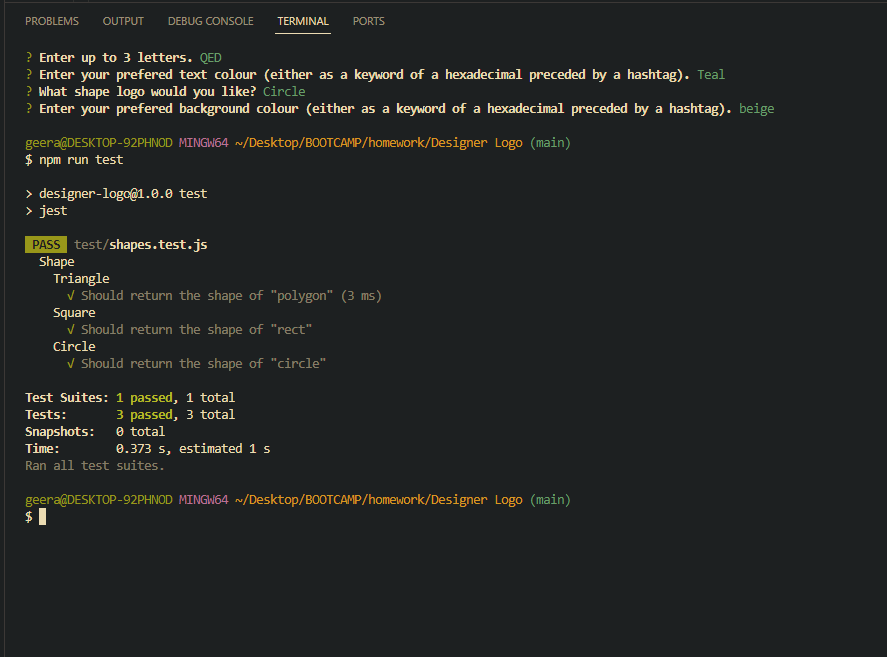 PROBLEMS OUTPUT DEBUG CONSOLE TERMINAL PORTS
? Enter up to 3 letters. QED
? Enter your prefered text colour (either as a keyword of a hexadecimal preceded by a hashtag). Teal
? What shape logo would you like? Circle
? Enter your prefered background colour (either as a keyword of a hexadecimal preceded by a hashtag). beige
geera@DESKTOP-92PHNOD MINGW64 ~/Desktop/BOOTCAMP/homework/Designer Logo (main)
$ npm run test
> designer-logo@1.0.0 test
> jest
PASS test/shapes.test.js
Shape
Triangle
√ Should return the shape of "polygon" (3 ms)
Square
√ Should return the shape of "rect"
Circle
√ Should return the shape of "circle"
Test Suites: 1 passed, 1 total
Tests: 3 passed, 3 total
Snapshots: 0 total
Time: 0.373 s, estimated 1 s
Ran all test suites.
geera@DESKTOP-92PHNOD MINGW64 ~/Desktop/BOOTCAMP/homework/Designer Logo (main)
$